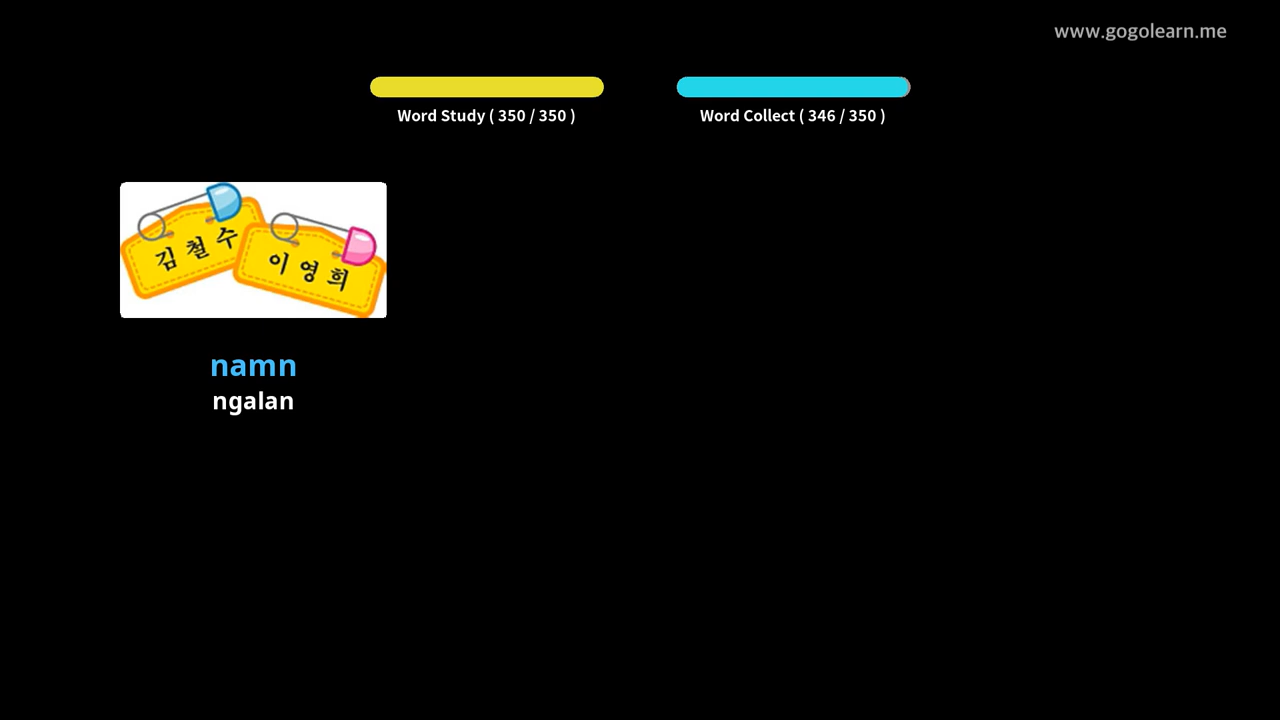 www.gogolearn.me
Word Study ( 350 / 350 )
Word Collect ( 346 / 350 )
김철수
이영희
namn
ngalan